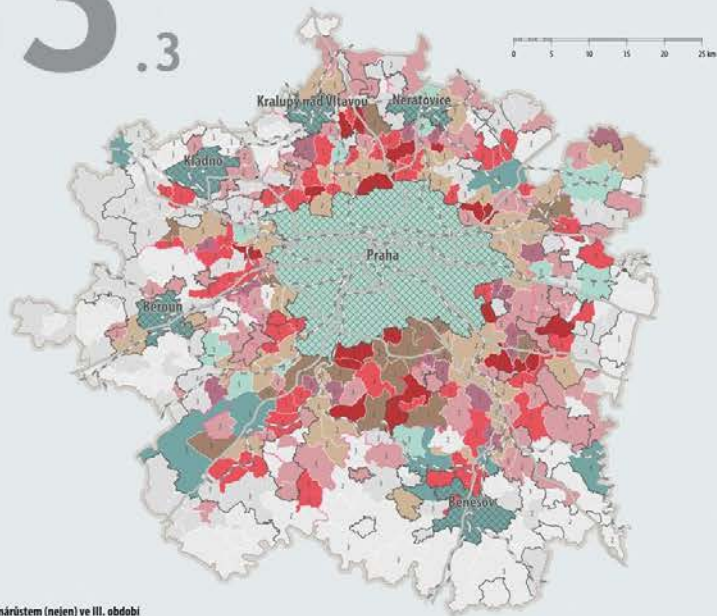 3.3
0 5 10 15 20 25 km
Kralupy nad Vltavou
Neratovice
Kladno
Praha
Beroun
Benešov
nárůstem (nejen) ve III. období